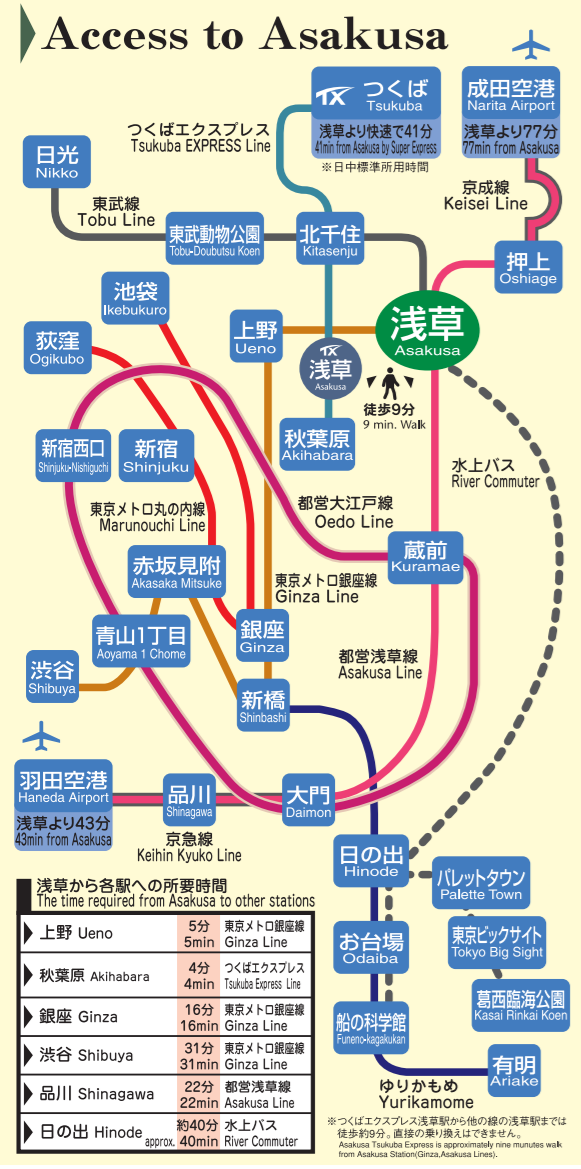 Access to Asakusa
TX つくば
Tsukuba
浅草より快速で41分
41min from Asakusa by Super Express
※日中標準所用時間
成田空港
Narita Airport
浅草より77分
77min from Asakusa
つくばエクスプレス
Tsukuba EXPRESS Line
日光
Nikko
京成線
Keisei Line
東武線
Tobu Line
東武動物公園
Tobu-Doubutsu Koen
北千住
Kitasenju
押上
Oshiage
池袋
Ikebukuro
上野
Ueno
浅草
Asakusa
荻窪
Ogikubo
TX
浅草
Asakusa
徒歩9分
9 min. Walk
新宿西口
Shinjuku-Nishiguchi
新宿
Shinjuku
秋葉原
Akihabara
水上バス
River Commuter
東京メトロ丸の内線
Marunouchi Line
都営大江戸線
Oedo Line
蔵前
Kuramae
赤坂見附
Akasaka Mitsuke
東京メトロ銀座線
Ginza Line
青山1丁目
Aoyama 1 Chome
銀座
Ginza
都営浅草線
Asakusa Line
渋谷
Shibuya
新橋
Shinbashi
羽田空港
Haneda Airport
浅草より43分
43min from Asakusa
品川
Shinagawa
大門
Daimon
京急線
Keihin Kyuko Line
日の出
Hinode
パレットタウン
Palette Town
東京ビックサイト
Tokyo Big Sight
お台場
Odaiba
葛西臨海公園
Kasai Rinkai Koen
船の科学館
Funeno-kagakukan
有明
Ariake
ゆりかもめ
Yurikamome
浅草から各駅への所要時間
The time required from Asakusa to other stations
上野 Ueno 5分 東京メトロ銀座線
5min Ginza Line
秋葉原 Akihabara 4分 つくばエクスプレス
4min Tsukuba Express Line
銀座 Ginza 16分 東京メトロ銀座線
16min Ginza Line
渋谷 Shibuya 31分 東京メトロ銀座線
31min Ginza Line
品川 Shinagawa 22分 都営浅草線
22min Asakusa Line
日の出 Hinode 約40分 水上バス
approx. 40min River Commuter
※つくばエクスプレス浅草駅から他の線の浅草駅までは
徒歩約9分。直接の乗り換えはできません。
Asakusa Tsukuba Express is approximately nine munutes walk
from Asakusa Station(Ginza,Asakusa Lines).